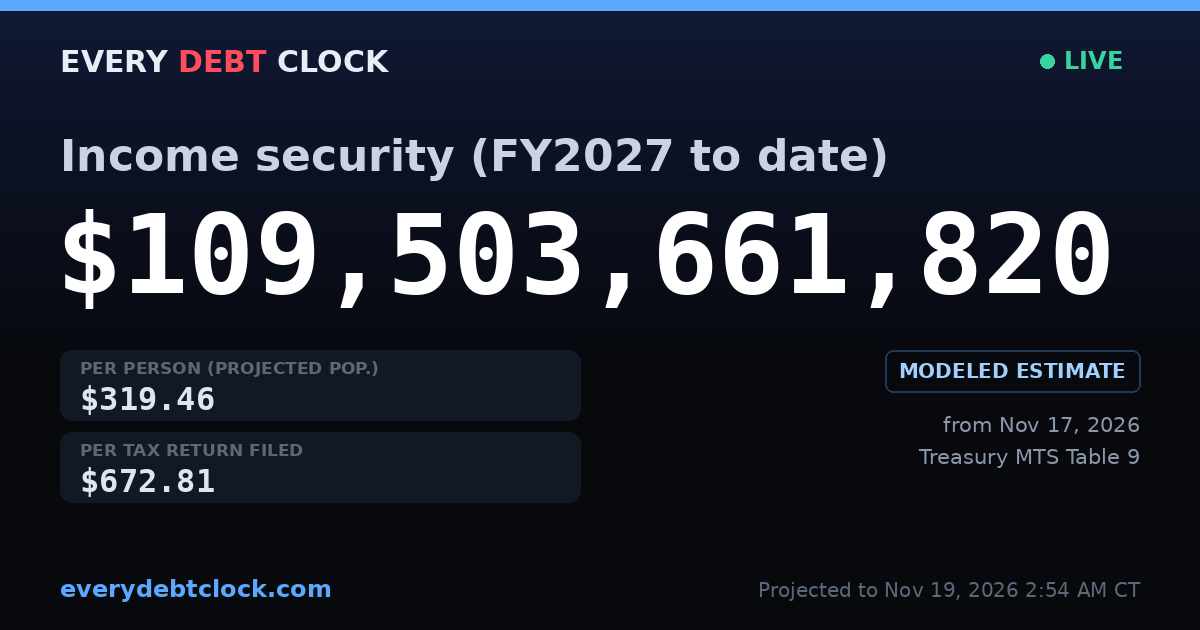 EVERY DEBT CLOCK
LIVE
Income security (FY2027 to date)
$109,503,661,820
PER PERSON (PROJECTED POP.)
$319.46
PER TAX RETURN FILED
$672.81
MODELED ESTIMATE
from Nov 17, 2026
Treasury MTS Table 9
everydebtclock.com
Projected to Nov 19, 2026 2:54 AM CT